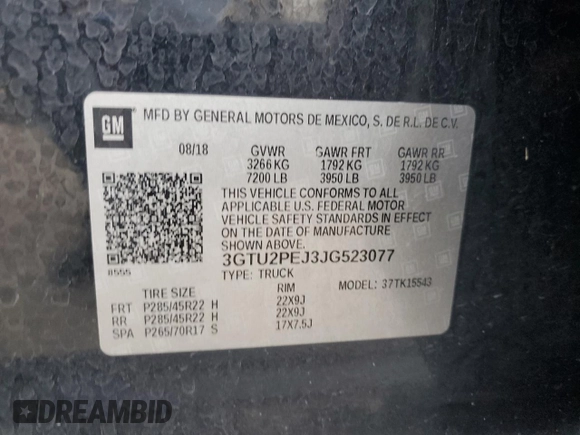 GM
MFD BY GENERAL MOTORS DE MEXICO, S. DE R.L. DE C.V.
08/18 GVWR GAWR FRT GAWR RR
3266 KG 1792 KG 1792 KG
7200 LB 3950 LB 3950 LB
THIS VEHICLE CONFORMS TO ALL
APPLICABLE U.S. FEDERAL MOTOR
VEHICLE SAFETY STANDARDS IN EFFECT
ON THE DATE OF MANUFACTURE
SHOWN ABOVE.
3GTU2PEJ3JG523077
8555
TYPE: TRUCK
TIRE SIZE RIM MODEL: 37TK15543
FRT P285/45R22 H 22X9J
RR P285/45R22 H 22X9J
SPA P265/70R17 S 17X7.5J
DREAMBID